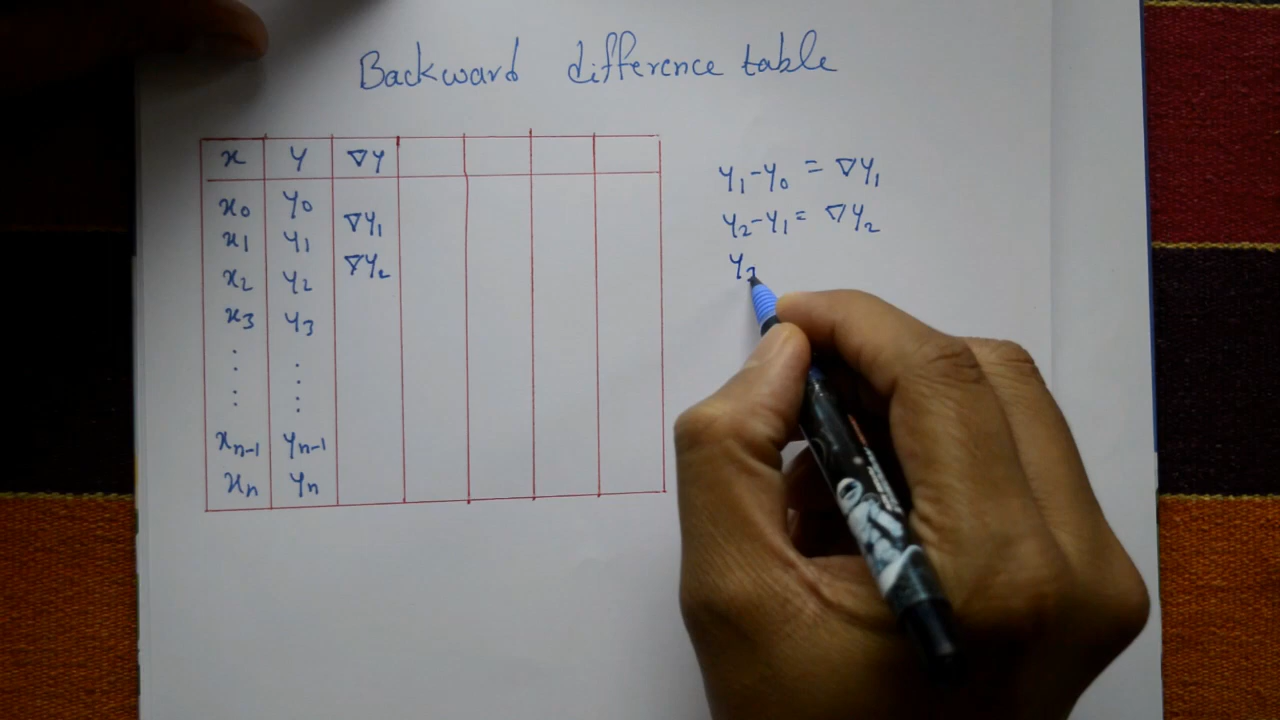 Backward difference table
x y ∇y
x₀ y₀
∇y₁
x₁ y₁
∇y₂
x₂ y₂
x₃ y₃
. .
. .
. .
.
xₙ₋₁ yₙ₋₁
xₙ yₙ
y₁-y₀ = ∇y₁
y₂-y₁ = ∇y₂
y₃